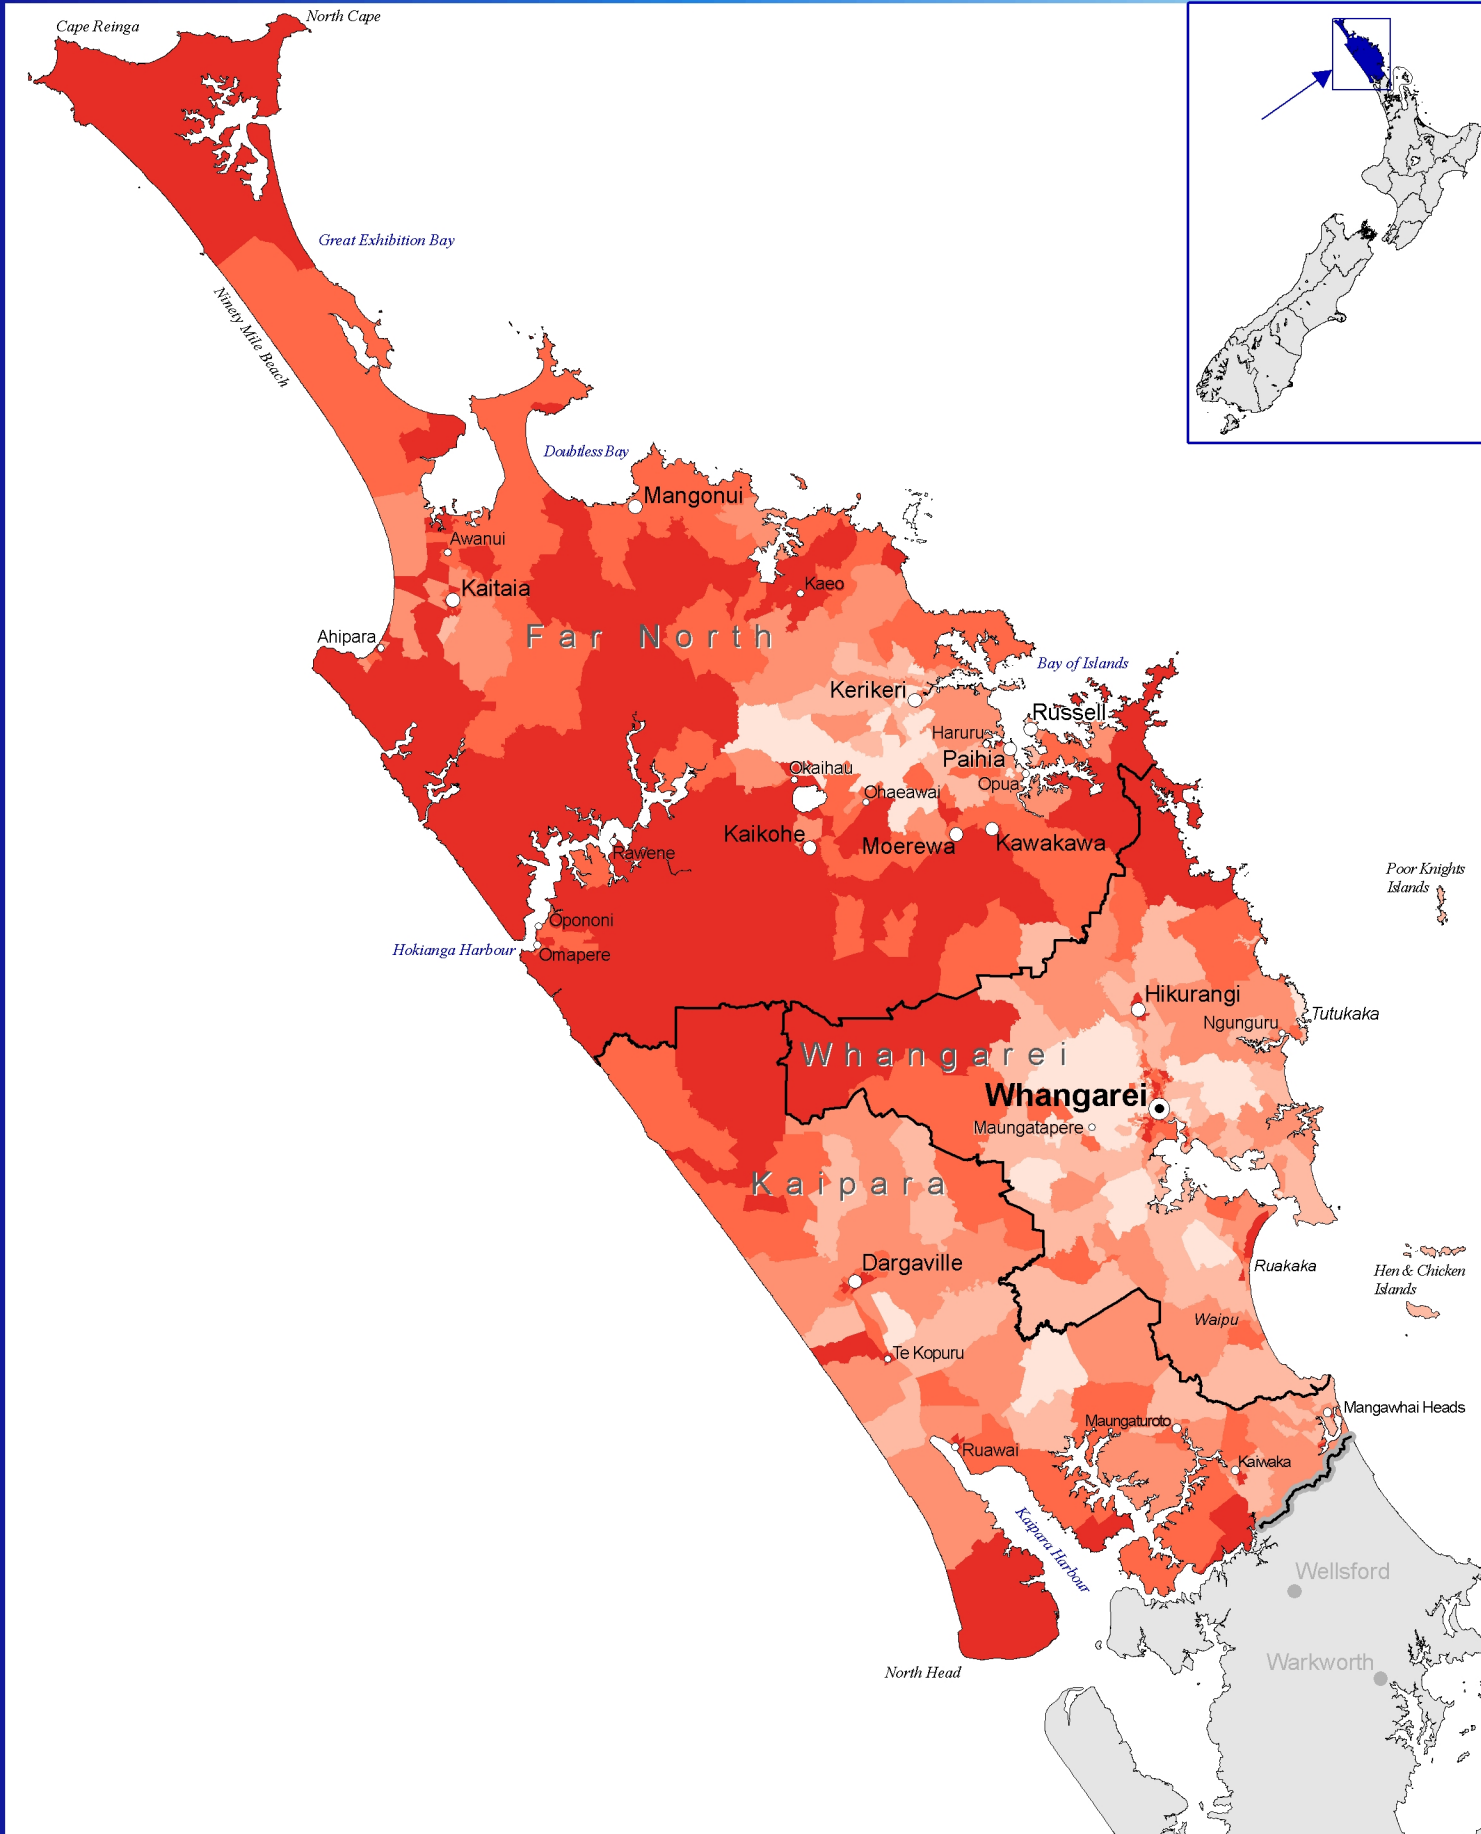 North Cape
Cape Reinga
Great Exhibition Bay
Ninety Mile Beach
Doubtless Bay
Mangonui
Awanui
Kaeo
Kaitaia
Far North
Ahipara
Bay of Islands
Kerikeri
Russell
Haruru
Paihia
Okaihau
Opua
Ohaeawai
Kaikohe
Moerewa
Kawakawa
Rawene
Poor Knights
Islands
Opononi
Hokianga Harbour
Omapere
Hikurangi
Tutukaka
Ngunguru
Whangarei
Whangarei
Maungatapere
Kaipara
Dargaville
Ruakaka
Hen & Chicken
Islands
Waipu
Te Kopuru
Mangawhai Heads
Maungaturoto
Ruawai
Kaiwaka
Kaipara Harbour
Wellsford
Warkworth
North Head